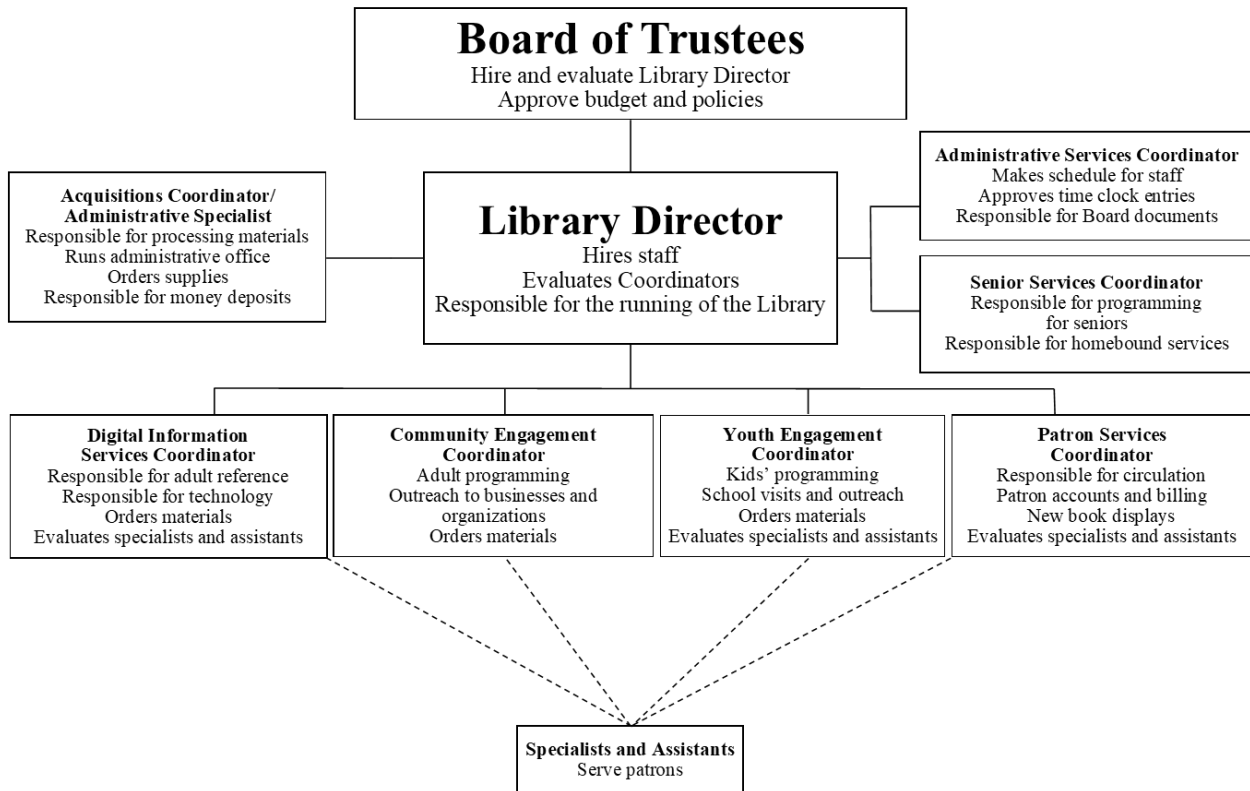 Board of Trustees
Hire and evaluate Library Director
Approve budget and policies
Acquisitions Coordinator/
Administrative Specialist
Responsible for processing materials
Runs administrative office
Orders supplies
Responsible for money deposits
Library Director
Hires staff
Evaluates Coordinators
Responsible for the running of the Library
Administrative Services Coordinator
Makes schedule for staff
Approves time clock entries
Responsible for Board documents
Senior Services Coordinator
Responsible for programming
for seniors
Responsible for homebound services
Digital Information
Services Coordinator
Responsible for adult reference
Responsible for technology
Orders materials
Evaluates specialists and assistants
Community Engagement
Coordinator
Adult programming
Outreach to businesses and
organizations
Orders materials
Youth Engagement
Coordinator
Kids’ programming
School visits and outreach
Orders materials
Evaluates specialists and assistants
Patron Services
Coordinator
Responsible for circulation
Patron accounts and billing
New book displays
Evaluates specialists and assistants
Specialists and Assistants
Serve patrons